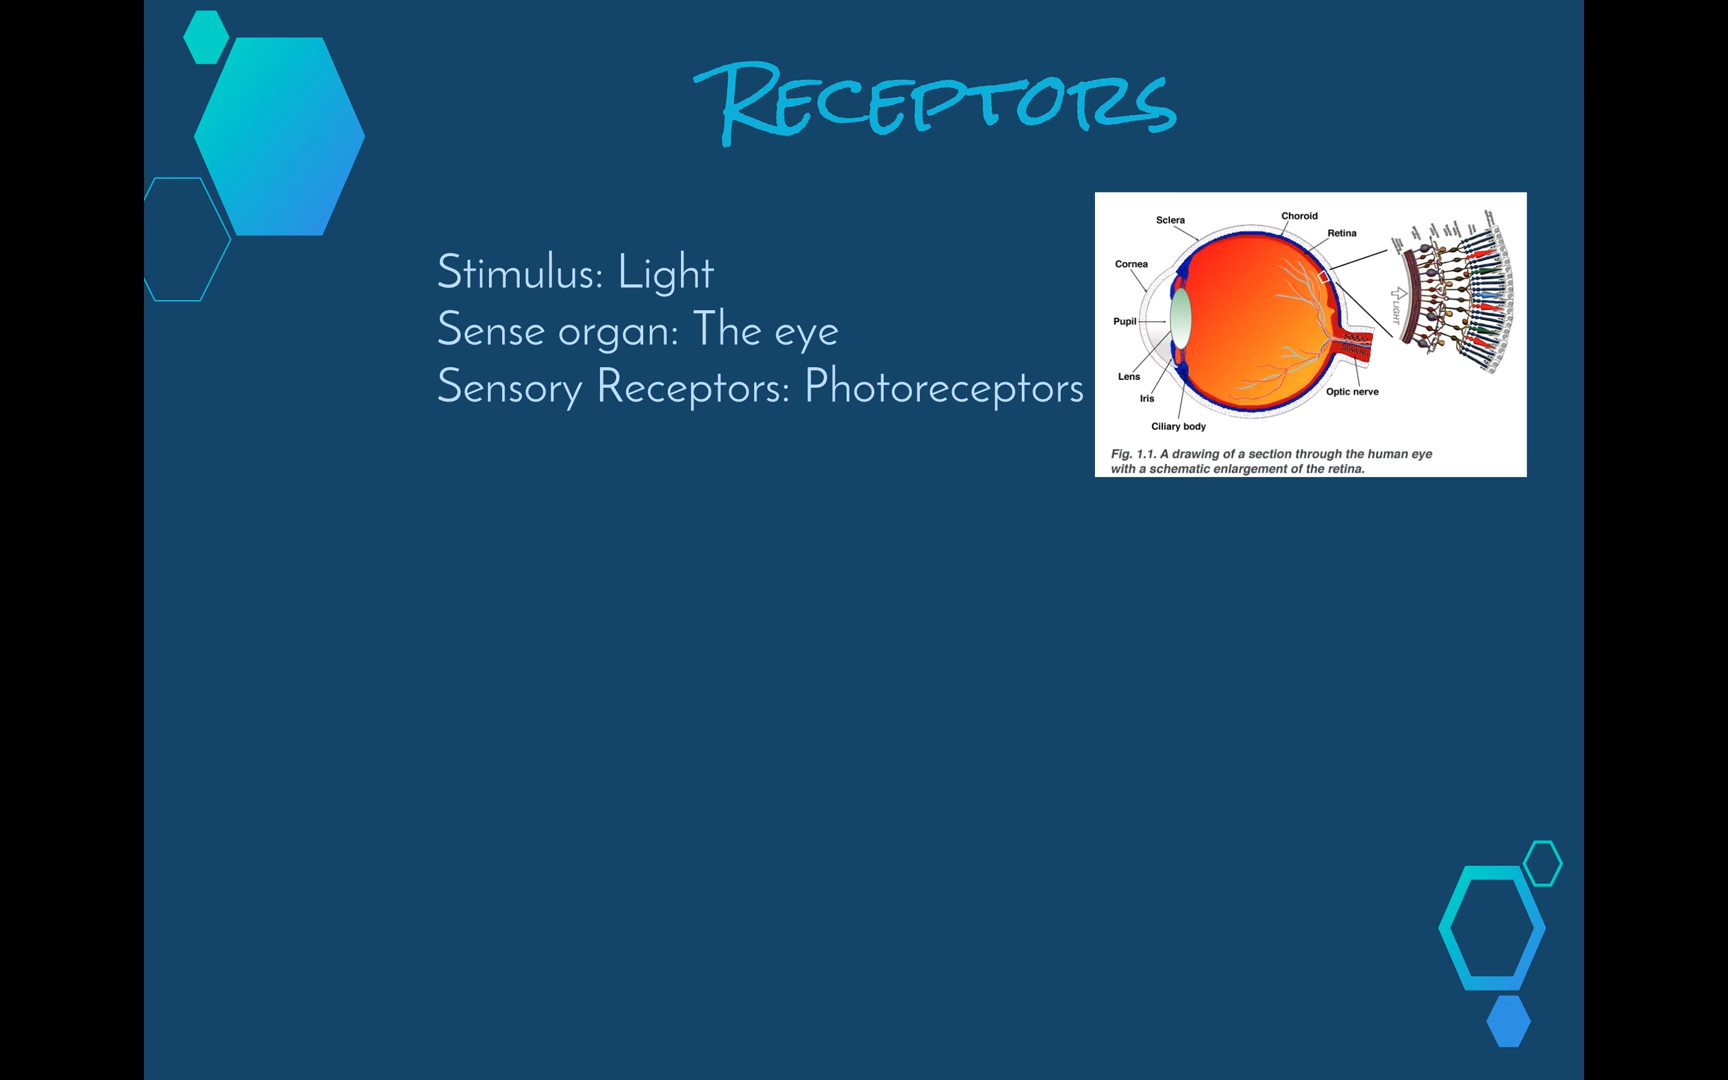 Receptors
Stimulus: Light
Sense organ: The eye
Sensory Receptors: Photoreceptors
Sclera
Choroid
Retina
Cornea
Pupil
Lens
Iris
Ciliary body
Optic nerve
LIGHT
Fig. 1.1. A drawing of a section through the human eye
with a schematic enlargement of the retina.